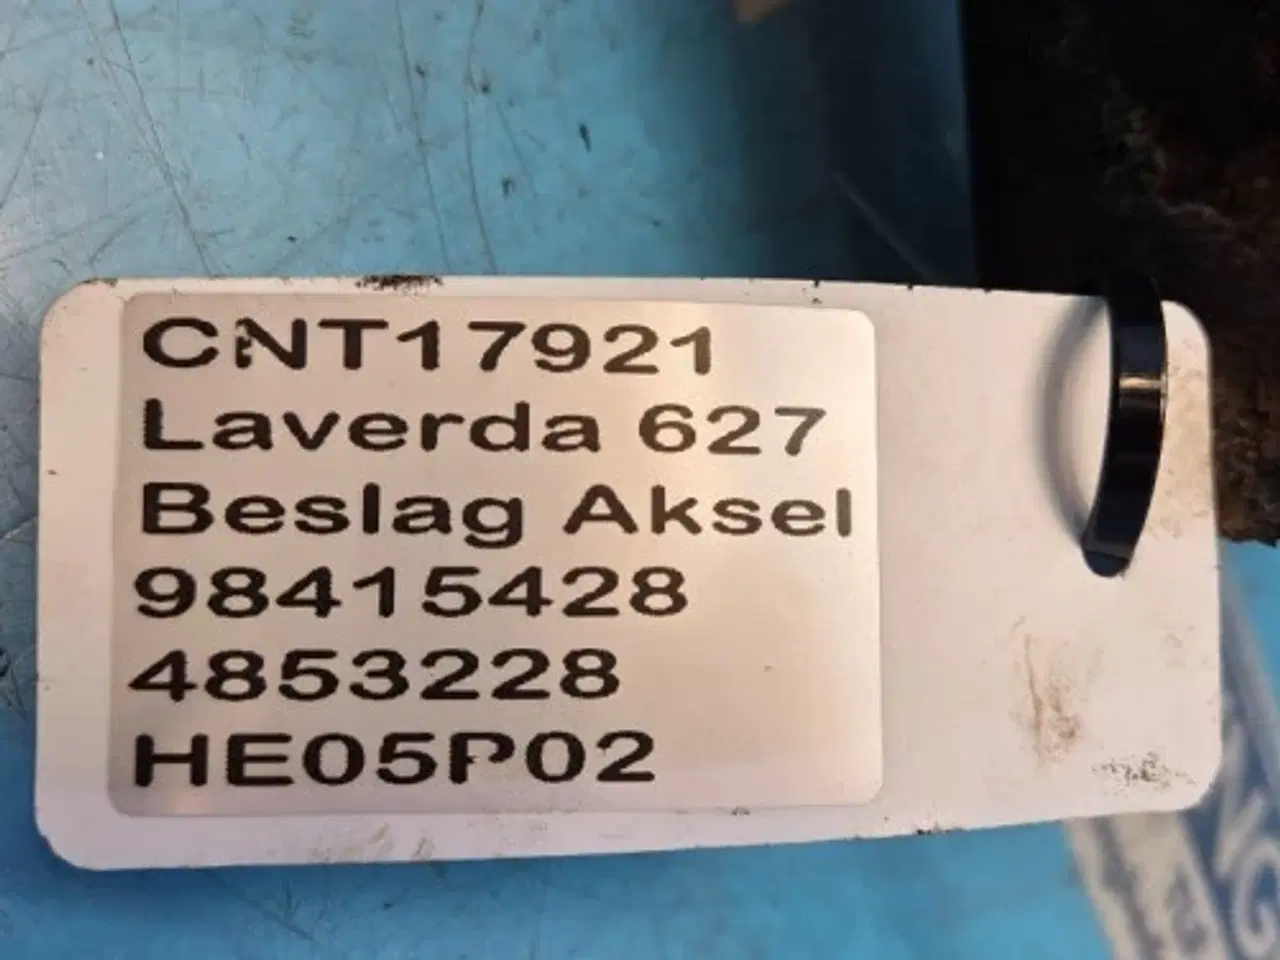 CNT17921
Laverda 627
Beslag Aksel
98415428
4853228
HE05P02